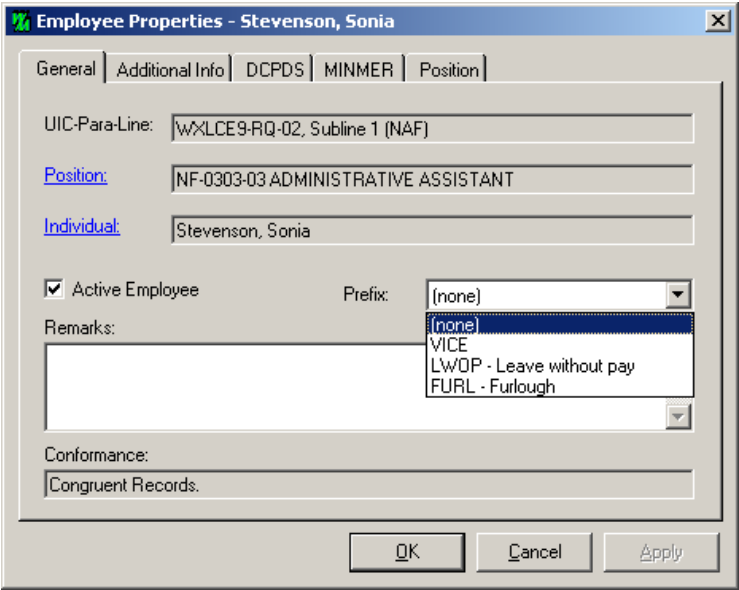 Employee Properties - Stevenson, Sonia
General Additional Info DCPDS MINMER Position
UIC-Para-Line: WXLCE9-RQ-02, Subline 1 (NAF)
Position: NF-0303-03 ADMINISTRATIVE ASSISTANT
Individual: Stevenson, Sonia
Active Employee Prefix: (none)
(none)
VICE
LWOP - Leave without pay
FURL - Furlough
Remarks:
Conformance:
Congruent Records.
OK Cancel Apply